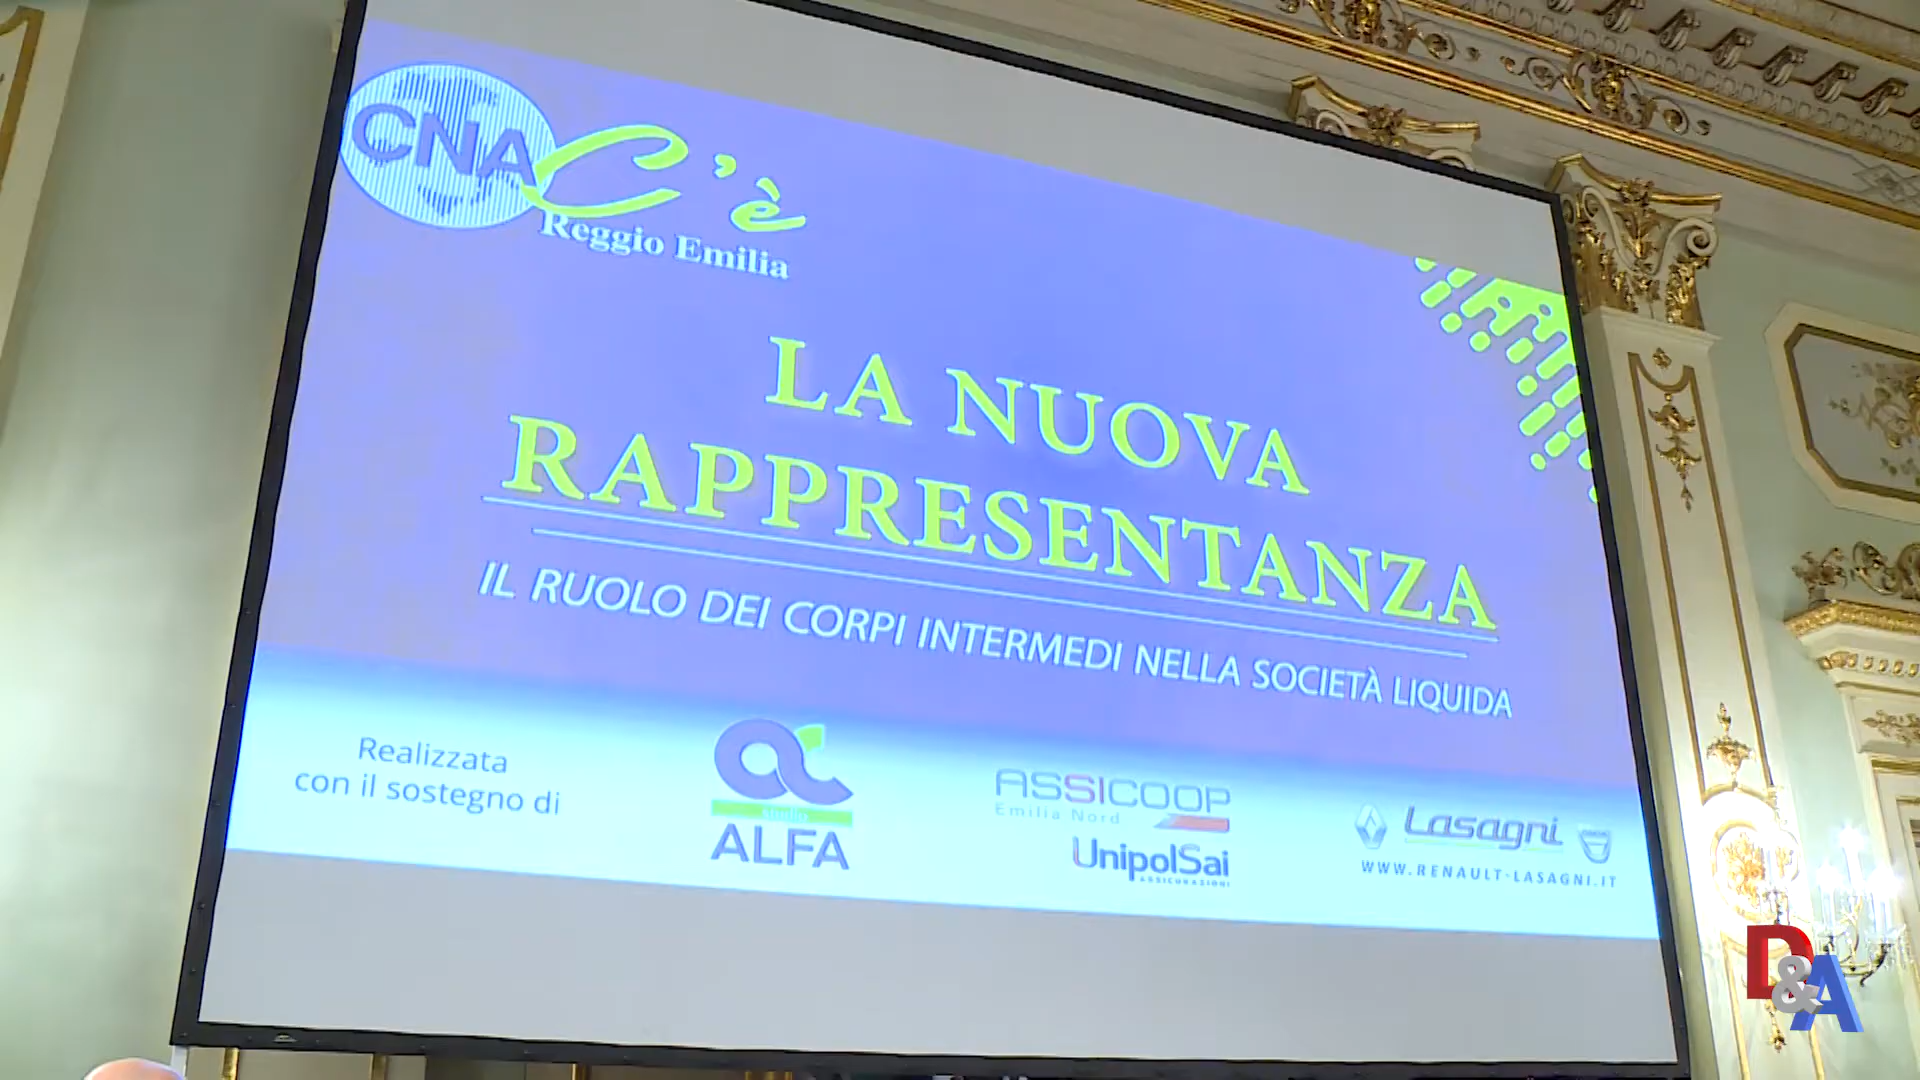 CNA C'è
Reggio Emilia
LA NUOVA
RAPPRESENTANZA
IL RUOLO DEI CORPI INTERMEDI NELLA SOCIETÀ LIQUIDA
Realizzata
con il sostegno di
ALFA
ASSICOOP
Emilia Nord
UnipolSai
ASSICURAZIONI
Lasagni
WWW.RENAULT-LASAGNI.IT
D&A